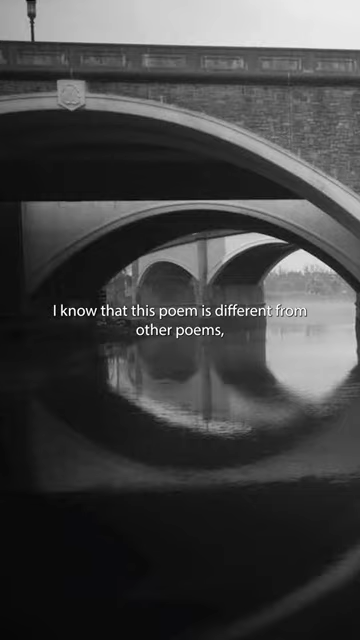 I know that this poem is different from
other poems,